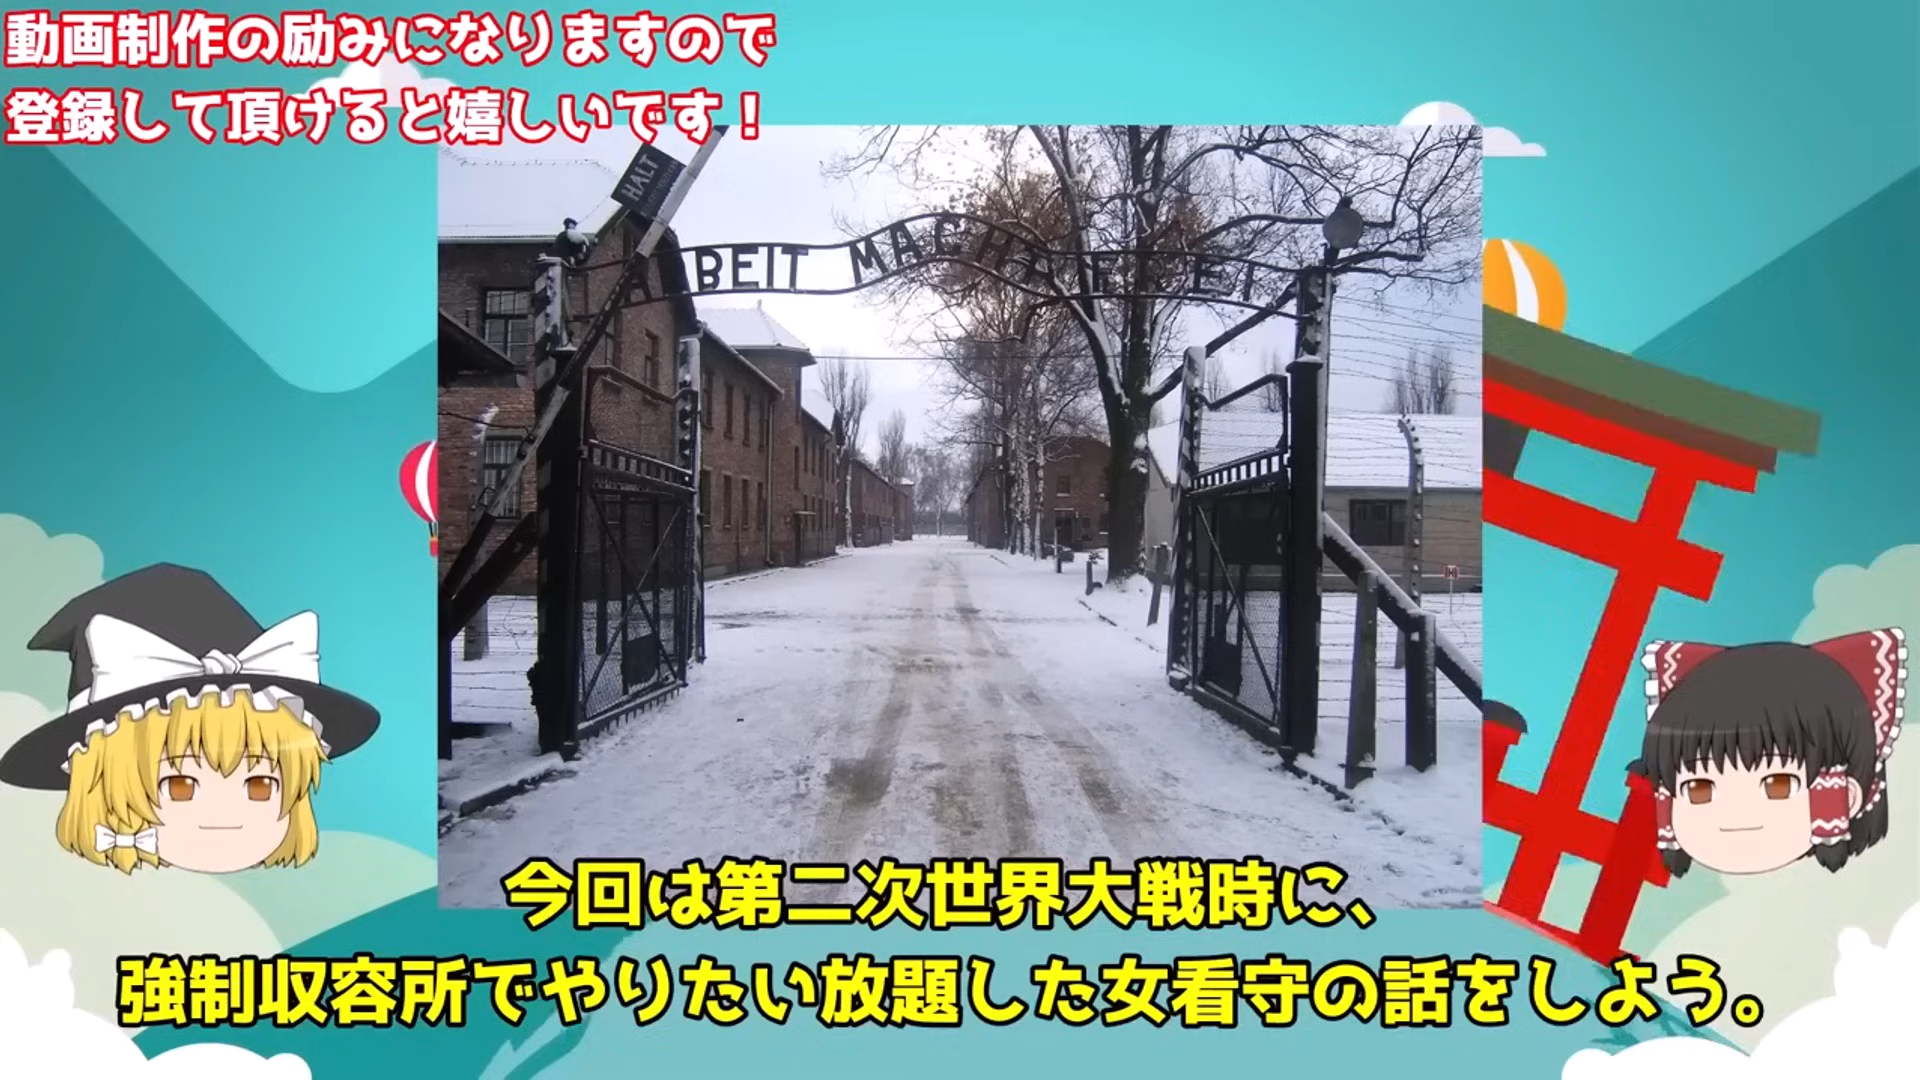 動画制作の励みになりますので
登録して頂けると嬉しいです！
HALT
ARBEIT MACHT FREI
今回は第二次世界大戦時に、
強制収容所でやりたい放題した女看守の話をしよう。